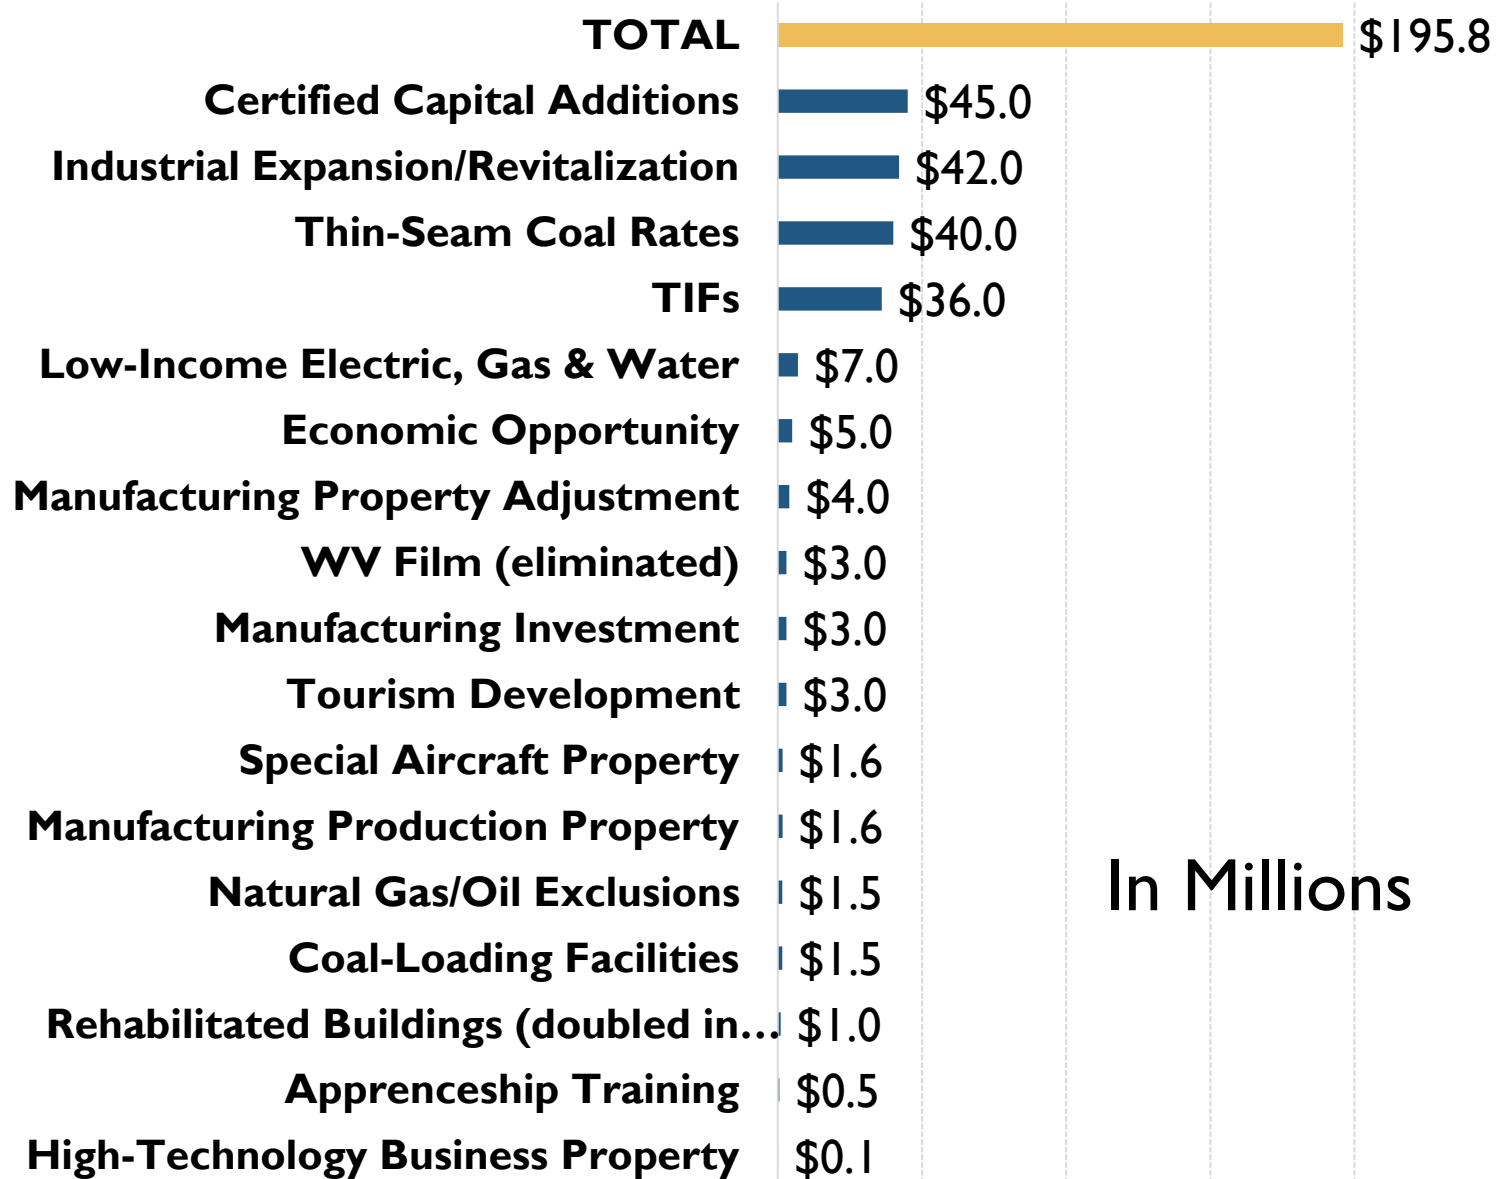 TOTAL $195.8
Certified Capital Additions $45.0
Industrial Expansion/Revitalization $42.0
Thin-Seam Coal Rates $40.0
TIFs $36.0
Low-Income Electric, Gas & Water $7.0
Economic Opportunity $5.0
Manufacturing Property Adjustment $4.0
WV Film (eliminated) $3.0
Manufacturing Investment $3.0
Tourism Development $3.0
Special Aircraft Property $1.6
Manufacturing Production Property $1.6
Natural Gas/Oil Exclusions $1.5
In Millions
Coal-Loading Facilities $1.5
Rehabilitated Buildings (doubled in... $1.0
Apprenceship Training $0.5
High-Technology Business Property $0.1